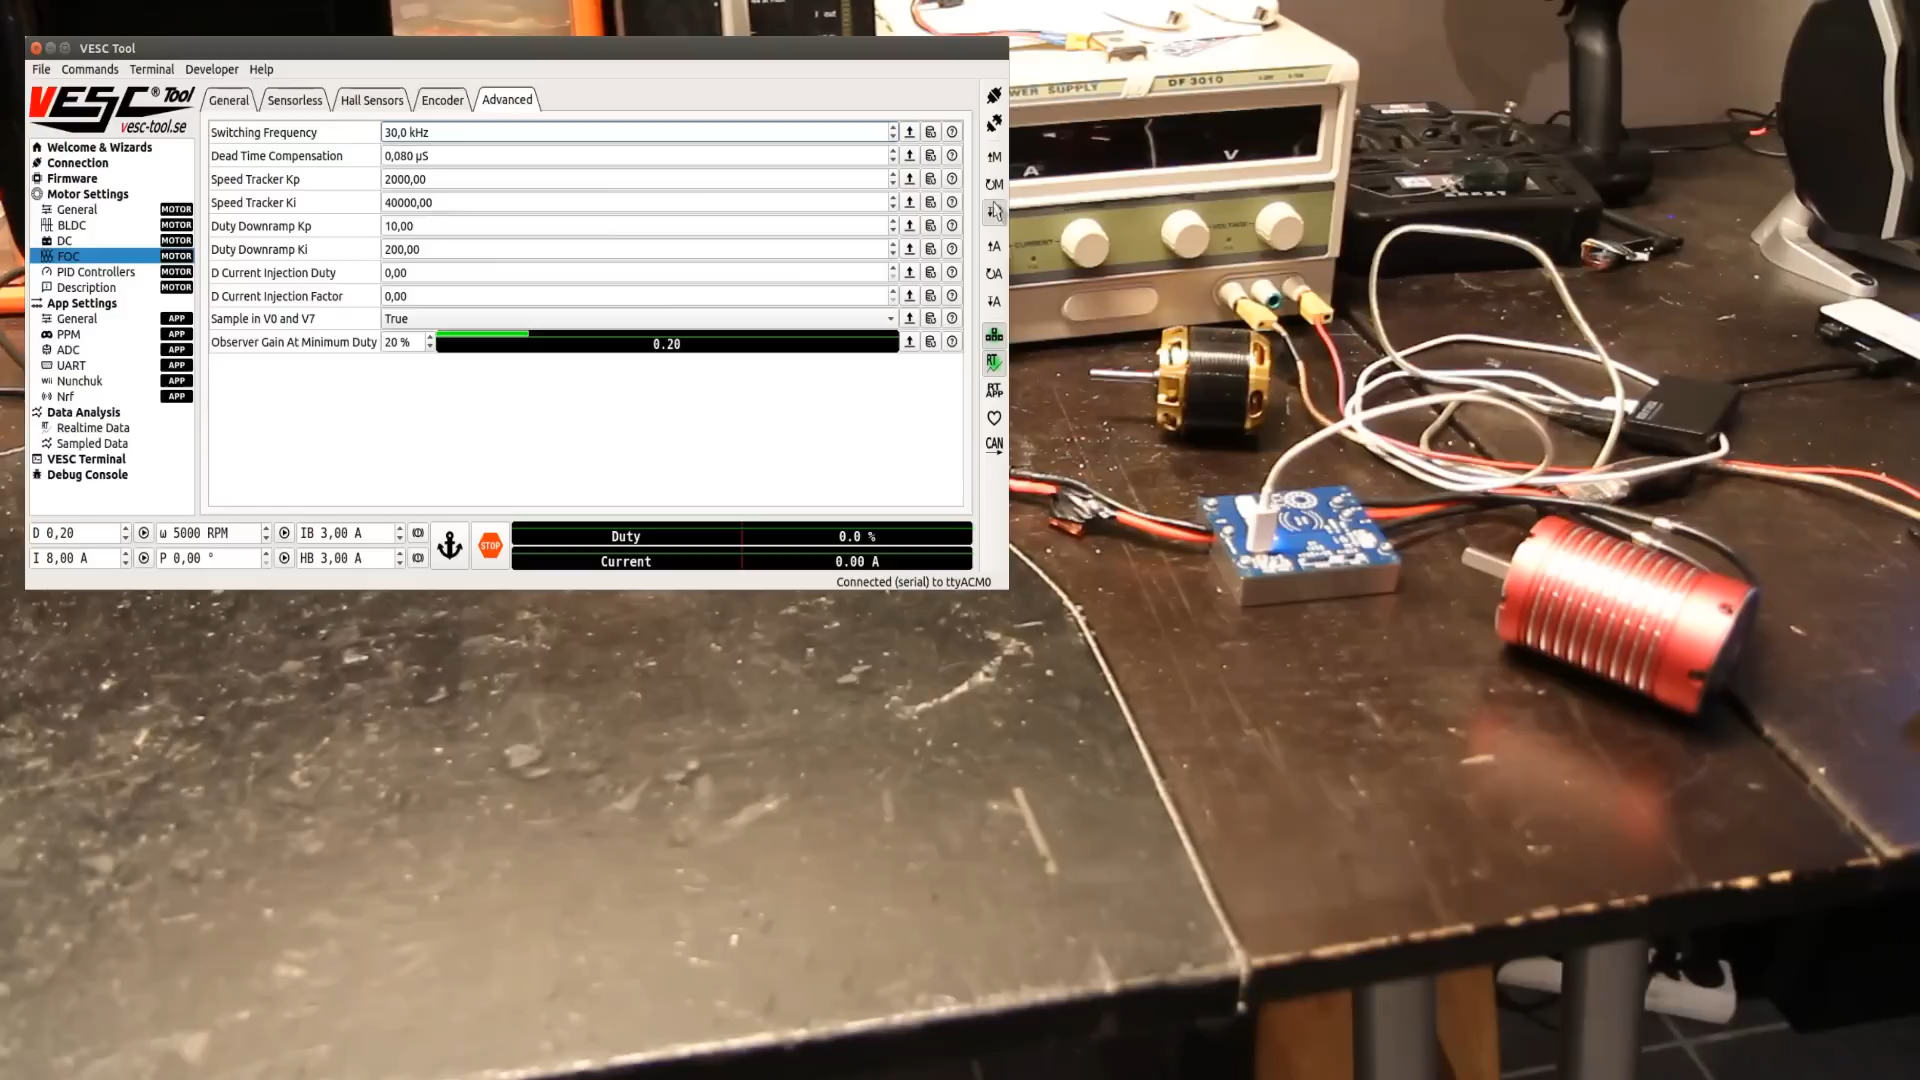 VESC Tool
File Commands Terminal Developer Help
VESC® Tool
vesc-tool.se
Welcome & Wizards
Connection
Firmware
Motor Settings
General MOTOR
BLDC MOTOR
DC MOTOR
FOC MOTOR
PID Controllers MOTOR
Description MOTOR
App Settings
General APP
PPM APP
ADC APP
UART APP
Nunchuk APP
Nrf APP
Data Analysis
Realtime Data
Sampled Data
VESC Terminal
Debug Console
General Sensorless Hall Sensors Encoder Advanced
Switching Frequency 30,0 kHz
Dead Time Compensation 0,080 µS
Speed Tracker Kp 2000,00
Speed Tracker Ki 40000,00
Duty Downramp Kp 10,00
Duty Downramp Ki 200,00
D Current Injection Duty 0,00
D Current Injection Factor 0,00
Sample in V0 and V7 True
Observer Gain At Minimum Duty 20 % 0.20
M
M
A
A
A
RT
RT
APP
CAN
D 0,20 ω 5000 RPM IB 3,00 A
I 8,00 A P 0,00 ° HB 3,00 A
STOP
Duty 0.0 %
Current 0.00 A
Connected (serial) to ttyACM0
POWER SUPPLY DF 3010
A V
CURRENT VOLTAGE